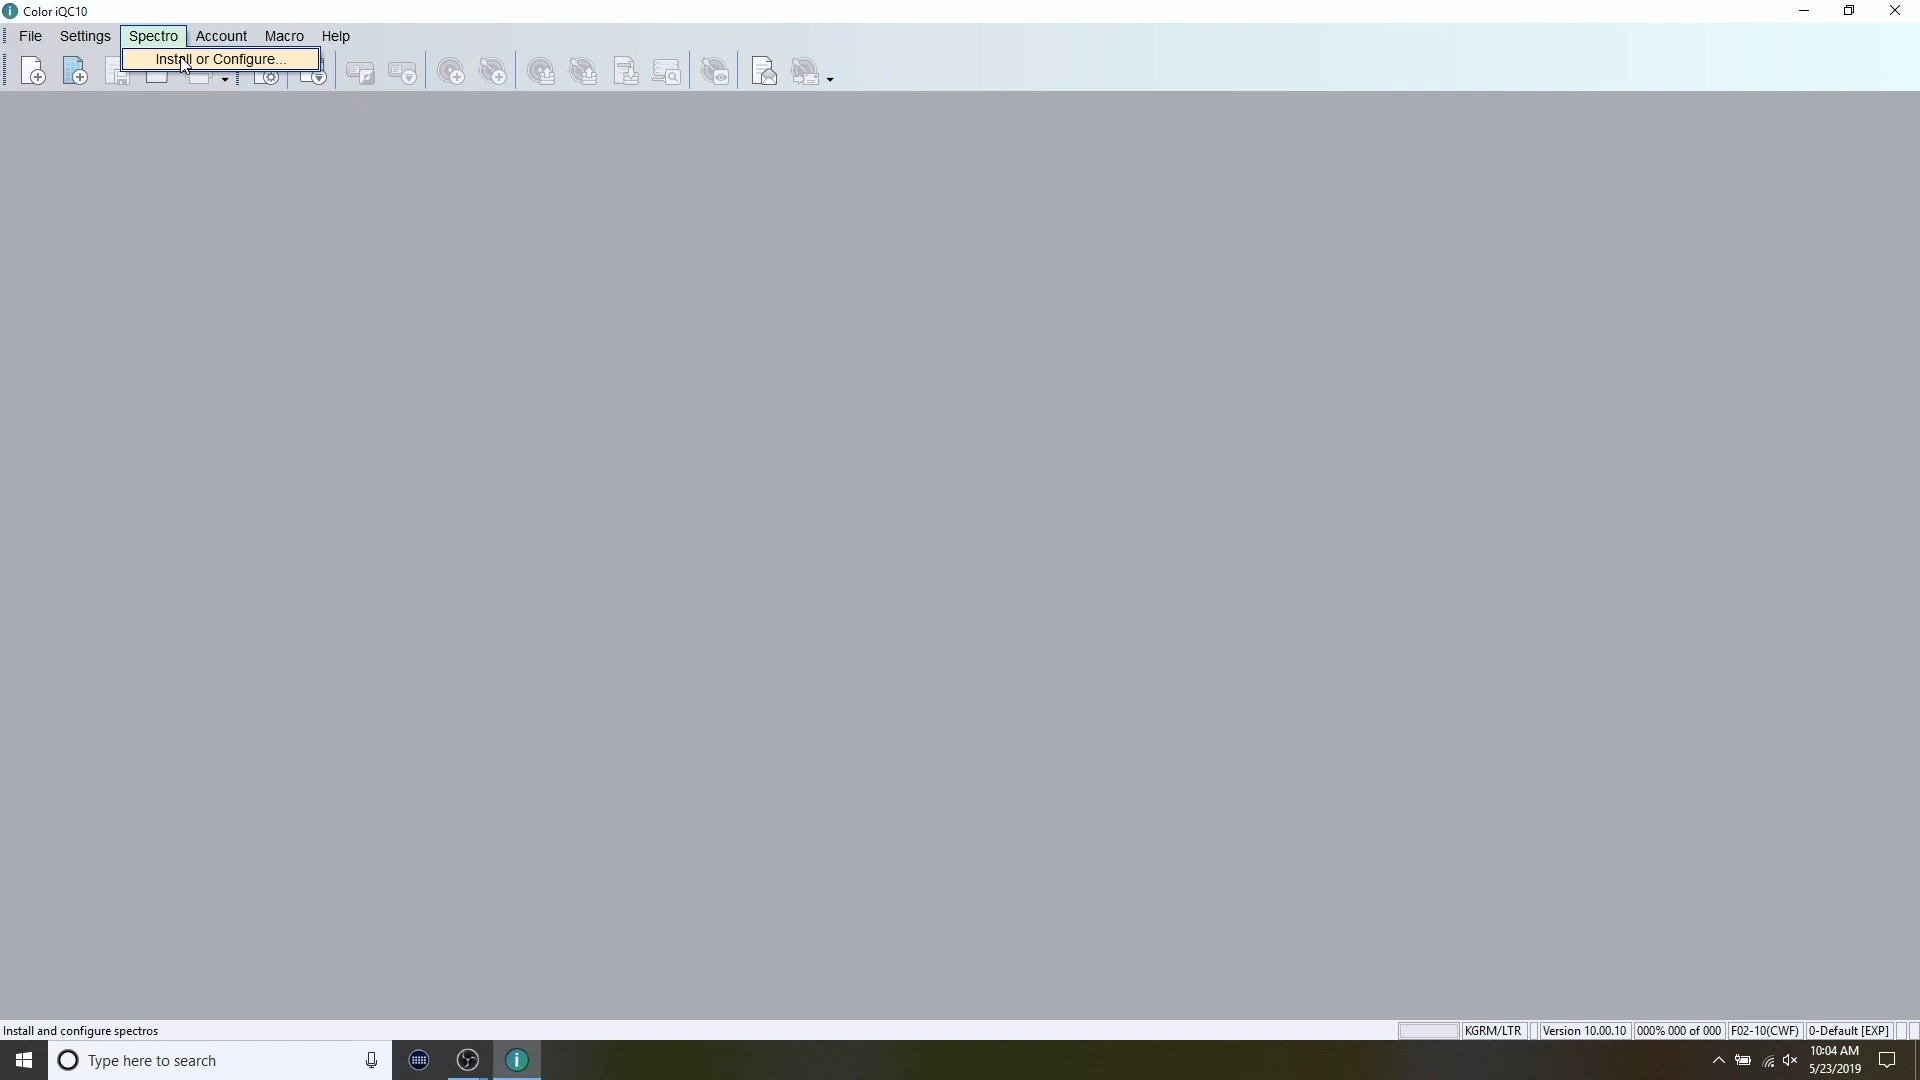 Color iQC10
File Settings Spectro Account Macro Help
Install or Configure...
Install and configure spectros
KGRM/LTR Version 10.00.10 000% 000 of 000 F02-10(CWF) 0-Default [EXP]
Type here to search
10:04 AM
5/23/2019